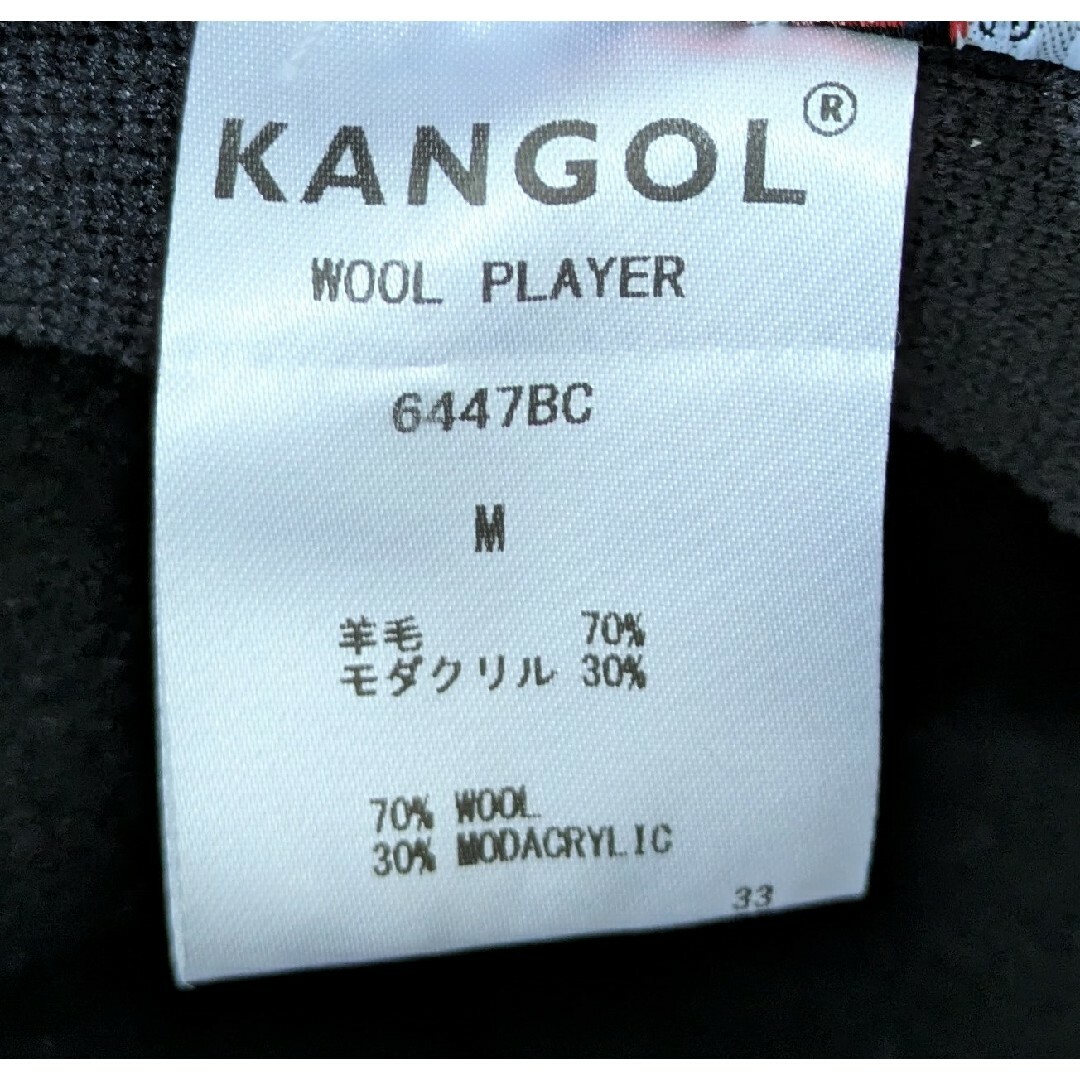 KANGOL®
WOOL PLAYER
6447BC
M
羊毛 70%
モダクリル 30%
70% WOOL
30% MODACRYLIC
33